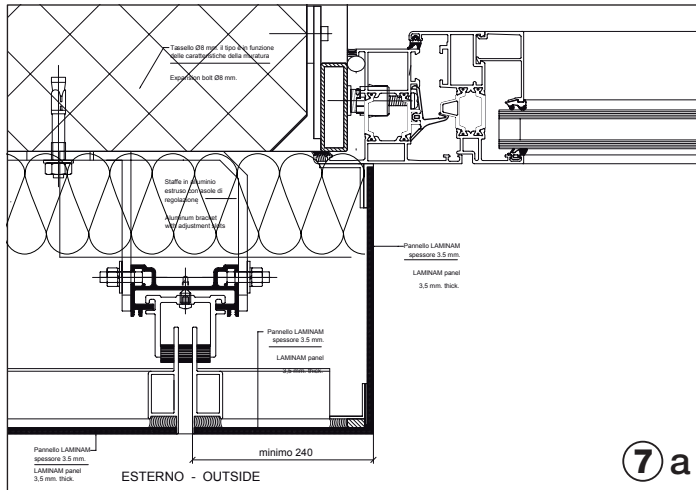 Tassello Ø8 mm. il tipo è in funzione
delle caratteristiche della muratura
Expansion bolt Ø8 mm.
Staffe in alluminio
estruso con asole di
regolazione
Aluminum bracket
with adjustment slots
Pannello LAMINAM
spessore 3.5 mm.
LAMINAM panel
3,5 mm. thick.
Pannello LAMINAM
spessore 3.5 mm.
LAMINAM panel
3,5 mm. thick.
Pannello LAMINAM
spessore 3.5 mm.
LAMINAM panel
3,5 mm. thick.
minimo 240
ESTERNO - OUTSIDE
7 a